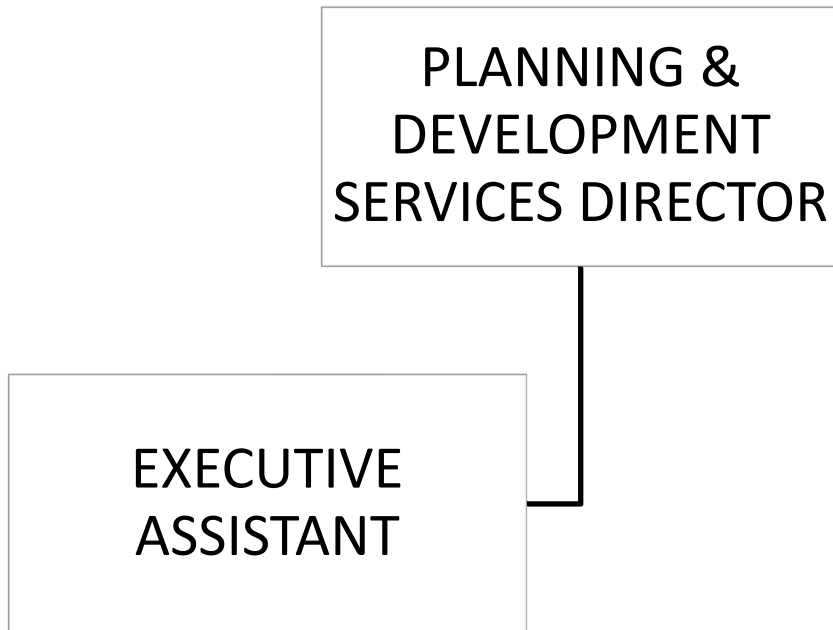 PLANNING &
DEVELOPMENT
SERVICES DIRECTOR
EXECUTIVE
ASSISTANT